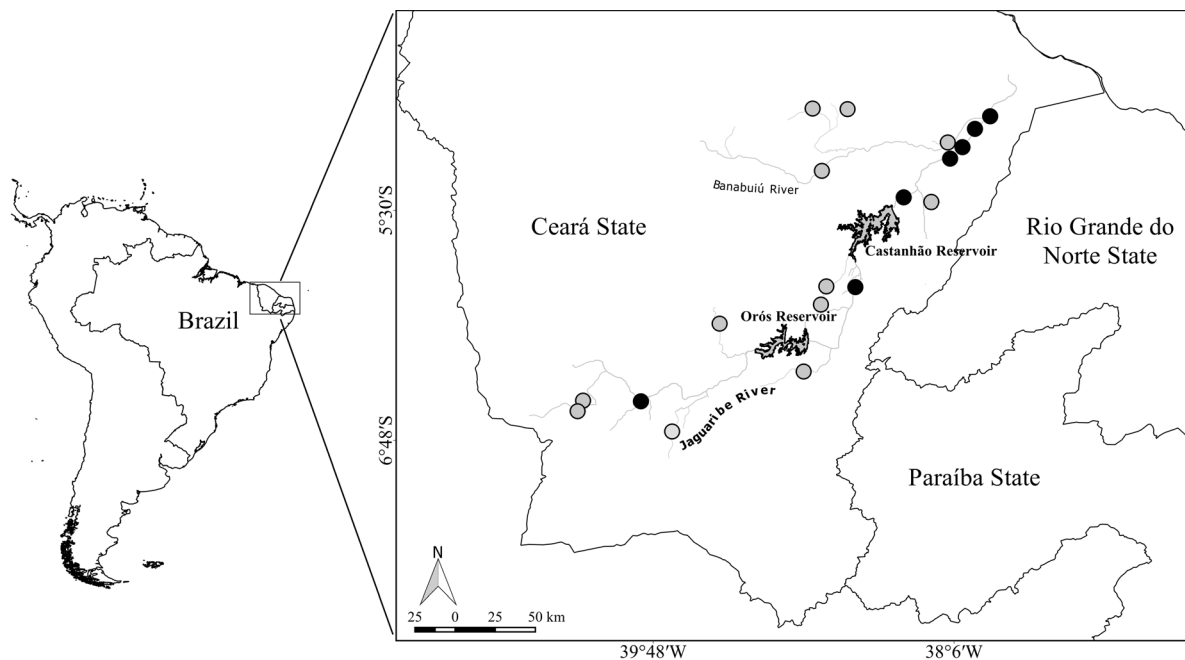 Brazil
Ceará State
Banabuiú River
Castanhão Reservoir
Rio Grande do
Norte State
Orós Reservoir
Jaguaribe River
Paraíba State
5°30'S
6°48'S
N
25 0 25 50 km
39°48'W
38°6'W